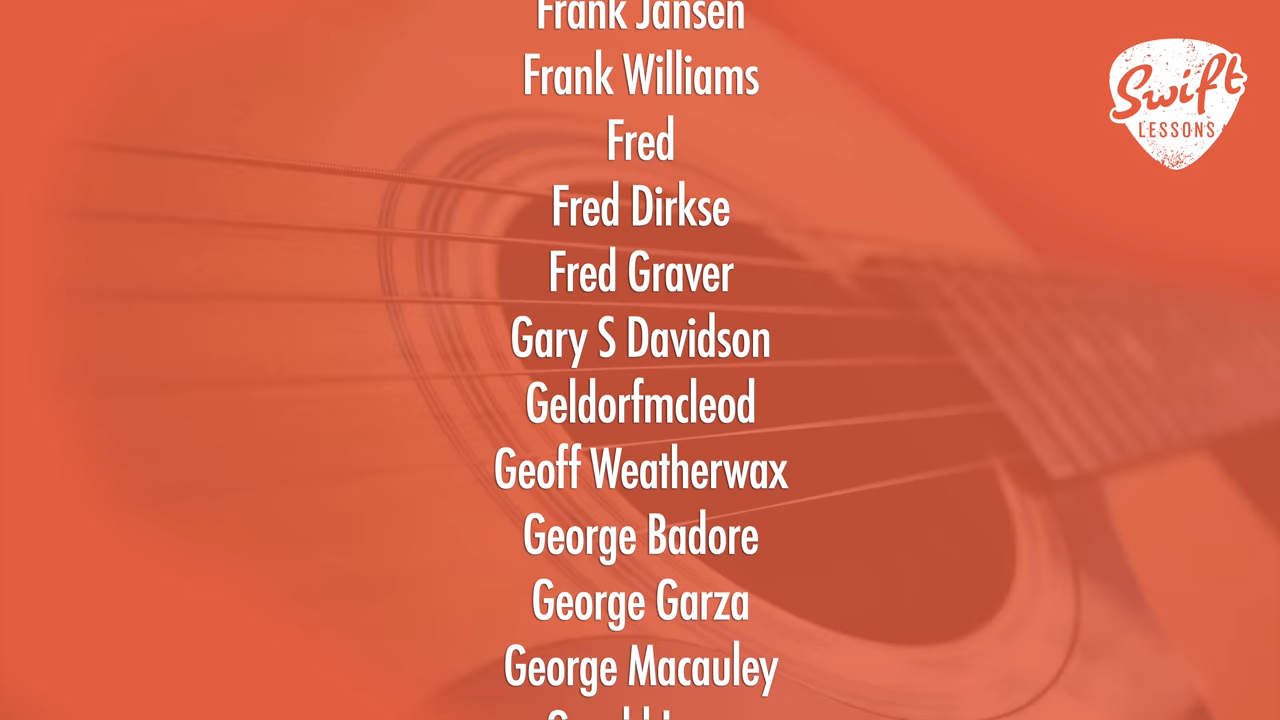 Frank Jansen
Frank Williams
Fred
Fred Dirkse
Fred Graver
Gary S Davidson
Geldorfmcleod
Geoff Weatherwax
George Badore
George Garza
George Macauley
Swift
LESSONS